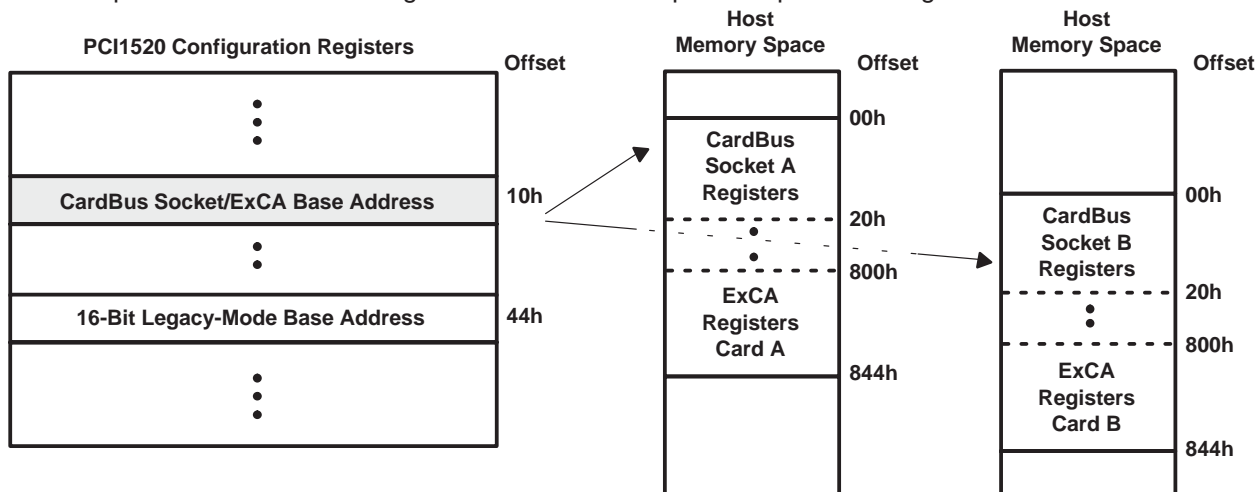 PCI1520 Configuration Registers
Offset
CardBus Socket/ExCA Base Address
10h
16-Bit Legacy-Mode Base Address
44h
Host
Memory Space
Offset
00h
CardBus
Socket A
Registers
20h
800h
ExCA
Registers
Card A
844h
Host
Memory Space
Offset
00h
CardBus
Socket B
Registers
20h
800h
ExCA
Registers
Card B
844h